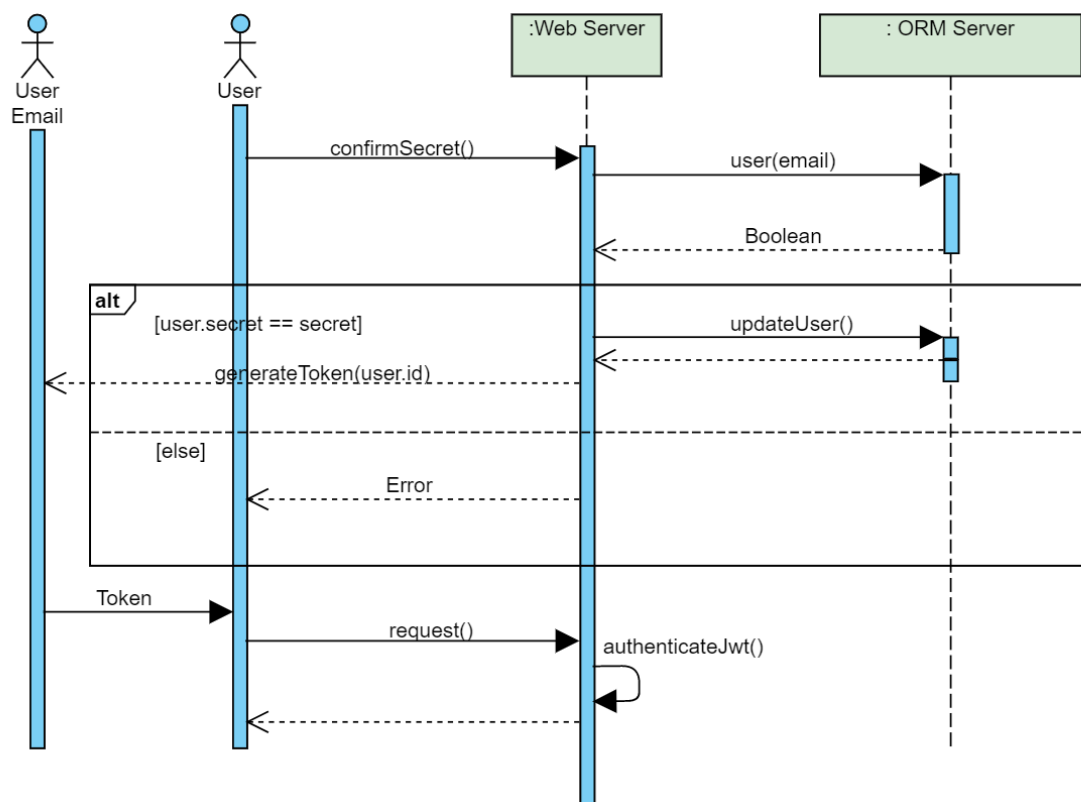 User
Email
User
:Web Server
: ORM Server
confirmSecret()
user(email)
Boolean
alt
[user.secret == secret]
updateUser()
generateToken(user.id)
[else]
Error
Token
request()
authenticateJwt()